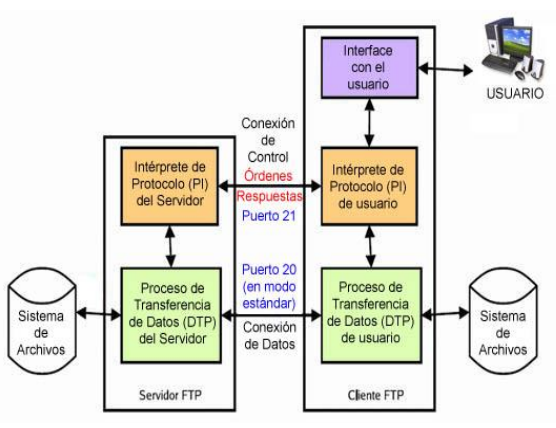 Interface
con el
usuario
USUARIO
Conexión
de
Control
Órdenes
Respuestas
Puerto 21
Intérprete de
Protocolo (PI)
del Servidor
Intérprete de
Protocolo (PI)
de usuario
Puerto 20
(en modo
estándar)
Conexión
de Datos
Sistema
de
Archivos
Proceso de
Transferencia
de Datos (DTP)
del Servidor
Proceso de
Transferencia
de Datos (DTP)
de usuario
Sistema
de
Archivos
Servidor FTP
Cliente FTP